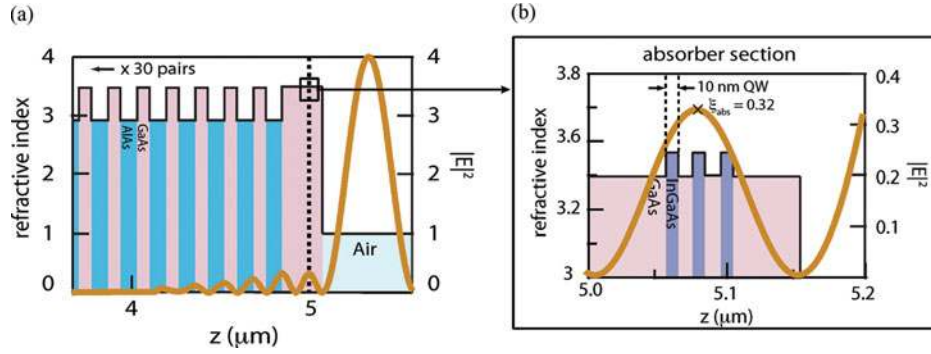 (a)
4
3
2
1
0
refractive index
x 30 pairs
AlAs
GaAs
Air
4
3
2
1
0
|E|²
4
5
z (μm)
(b)
absorber section
3.8
3.6
3.4
3.2
3
refractive index
10 nm QW
= 0.32
GaAs
InGaAs
0.4
0.3
0.2
0.1
|E|²
5.0
5.1
5.2
z (μm)